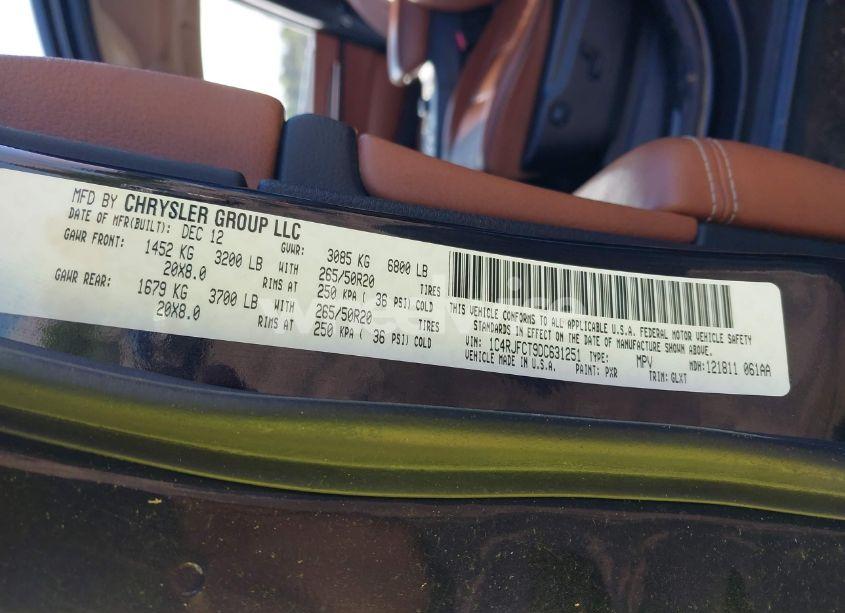 MFD BY CHRYSLER GROUP LLC
DATE OF MFR(BUILT): DEC 12 GVWR: 3085 KG 6800 LB
GAWR FRONT: 1452 KG 3200 LB WITH 265/50R20 TIRES
20X8.0 RIMS AT 250 KPA ( 36 PSI) COLD
GAWR REAR: 1679 KG 3700 LB WITH 265/50R20 TIRES
20X8.0 RIMS AT 250 KPA ( 36 PSI) COLD
THIS VEHICLE CONFORMS TO ALL APPLICABLE U.S.A. FEDERAL MOTOR VEHICLE SAFETY
STANDARDS IN EFFECT ON THE DATE OF MANUFACTURE SHOWN ABOVE.
VIN: 1C4RJFCT9DC631251 TYPE: MPV MDH:121811 061AA
VEHICLE MADE IN U.S.A. PAINT: PXR TRIM: GLXT